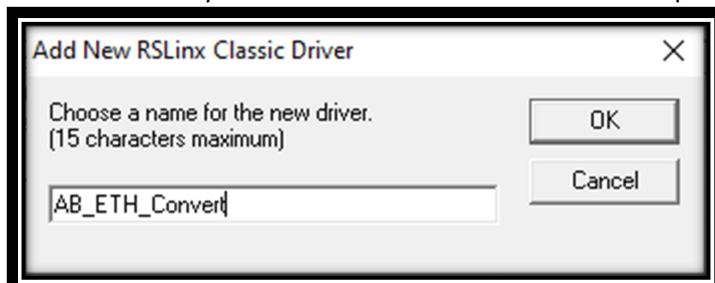 Add New RSLinx Classic Driver
Choose a name for the new driver.
(15 characters maximum)
OK
Cancel
AB_ETH_Convert